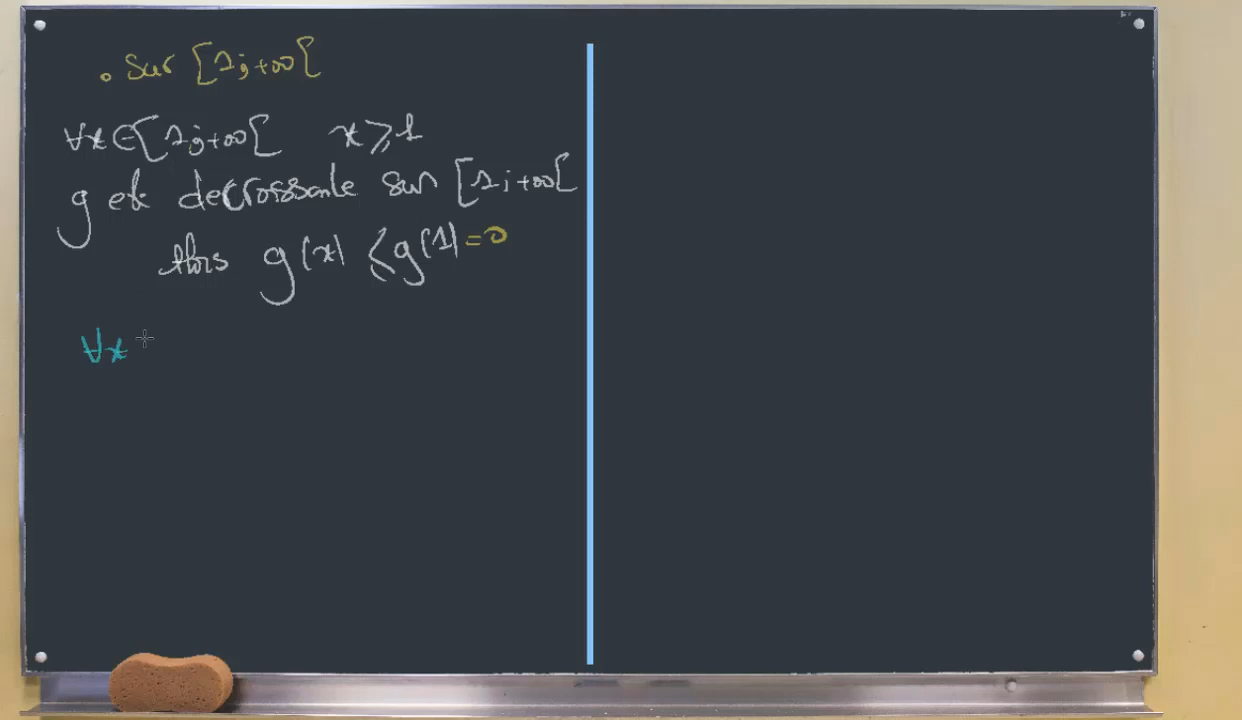 . Sur [1;+∞[
∀x∈[1;+∞[ x⩾1
g est decroissante sur [1;+∞[
Alors g(x) ⩽g(1)=0
∀x